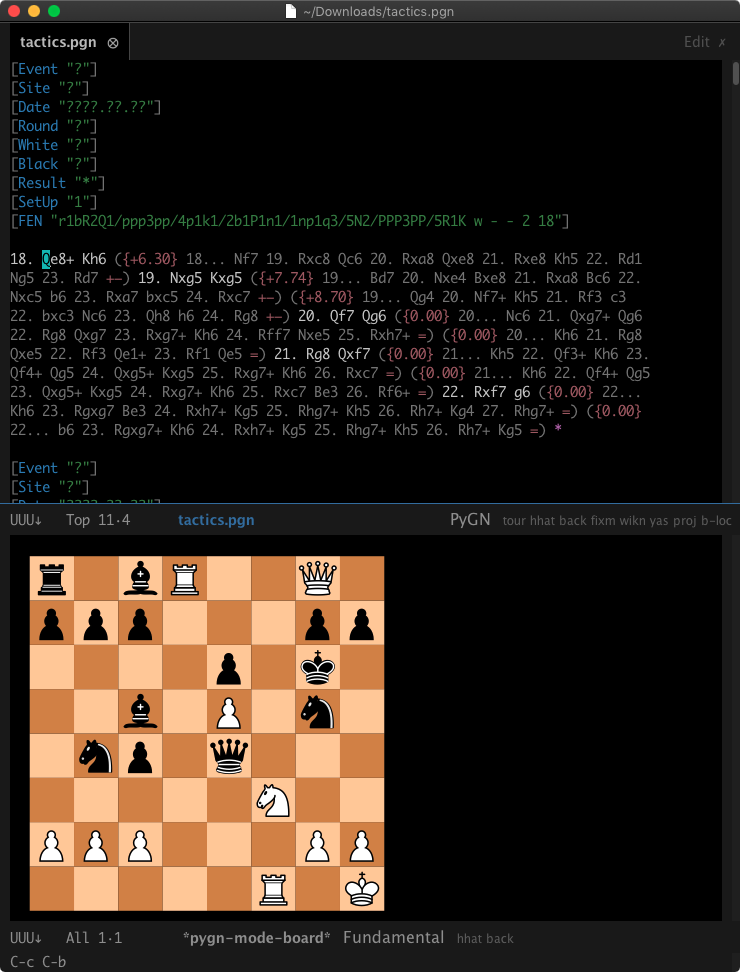 ~/Downloads/tactics.pgn
tactics.pgn ⊗ Edit ✗
[Event "?"]
[Site "?"]
[Date "????.??.??"]
[Round "?"]
[White "?"]
[Black "?"]
[Result "*"]
[SetUp "1"]
[FEN "r1bR2Q1/ppp3pp/4p1k1/2b1P1n1/1np1q3/5N2/PPP3PP/5R1K w - - 2 18"]
18. Qe8+ Kh6 ({+6.30} 18... Nf7 19. Rxc8 Qc6 20. Rxa8 Qxe8 21. Rxe8 Kh5 22. Rd1
Ng5 23. Rd7 +−) 19. Nxg5 Kxg5 ({+7.74} 19... Bd7 20. Nxe4 Bxe8 21. Rxa8 Bc6 22.
Nxc5 b6 23. Rxa7 bxc5 24. Rxc7 +−) ({+8.70} 19... Qg4 20. Nf7+ Kh5 21. Rf3 c3
22. bxc3 Nc6 23. Qh8 h6 24. Rg8 +−) 20. Qf7 Qg6 ({0.00} 20... Nc6 21. Qxg7+ Qg6
22. Rg8 Qxg7 23. Rxg7+ Kh6 24. Rff7 Nxe5 25. Rxh7+ =) ({0.00} 20... Kh6 21. Rg8
Qxe5 22. Rf3 Qe1+ 23. Rf1 Qe5 =) 21. Rg8 Qxf7 ({0.00} 21... Kh5 22. Qf3+ Kh6 23.
Qf4+ Qg5 24. Qxg5+ Kxg5 25. Rxg7+ Kh6 26. Rxc7 =) ({0.00} 21... Kh6 22. Qf4+ Qg5
23. Qxg5+ Kxg5 24. Rxg7+ Kh6 25. Rxc7 Be3 26. Rf6+ =) 22. Rxf7 g6 ({0.00} 22...
Kh6 23. Rgxg7 Be3 24. Rxh7+ Kg5 25. Rhg7+ Kh5 26. Rh7+ Kg4 27. Rhg7+ =) ({0.00}
22... b6 23. Rgxg7+ Kh6 24. Rxh7+ Kg5 25. Rhg7+ Kh5 26. Rh7+ Kg5 =) *
[Event "?"]
[Site "?"]
UUU↓ Top 11·4 tactics.pgn PyGN tour hhat back fixm wikn yas proj b-loc
UUU↓ All 1·1 *pygn-mode-board* Fundamental hhat back
C-c C-b